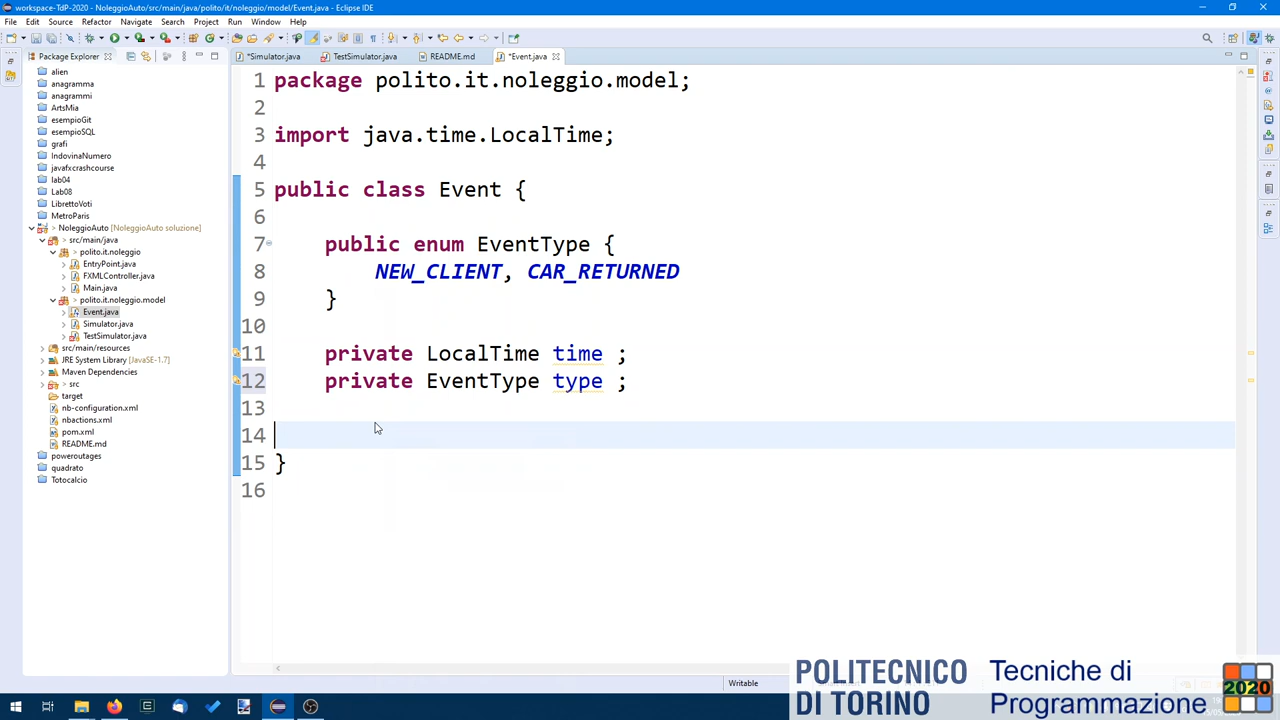 workspace-TdP-2020 - NoleggioAuto/src/main/java/polito/it/noleggio/model/Event.java - Eclipse IDE
File Edit Source Refactor Navigate Search Project Run Window Help
Package Explorer
*Simulator.java TestSimulator.java README.md *Event.java
alien
anagramma
anagrammi
ArtsMia
esempioGit
esempioSQL
grafi
IndovinaNumero
javafxcrashcourse
lab04
Lab08
LibrettoVoti
MetroParis
> NoleggioAuto [NoleggioAuto soluzione]
> src/main/java
> polito.it.noleggio
EntryPoint.java
FXMLController.java
Main.java
> polito.it.noleggio.model
Event.java
Simulator.java
TestSimulator.java
src/main/resources
JRE System Library [JavaSE-1.7]
Maven Dependencies
> src
target
nb-configuration.xml
nbactions.xml
pom.xml
README.md
poweroutages
quadrato
Totocalcio
1 package polito.it.noleggio.model;
2
3 import java.time.LocalTime;
4
5 public class Event {
6
7 public enum EventType {
8 NEW_CLIENT, CAR_RETURNED
9 }
10
11 private LocalTime time ;
12 private EventType type ;
13
14
15 }
16
Writable
POLITECNICO
DI TORINO
Tecniche di
Programmazione
2020